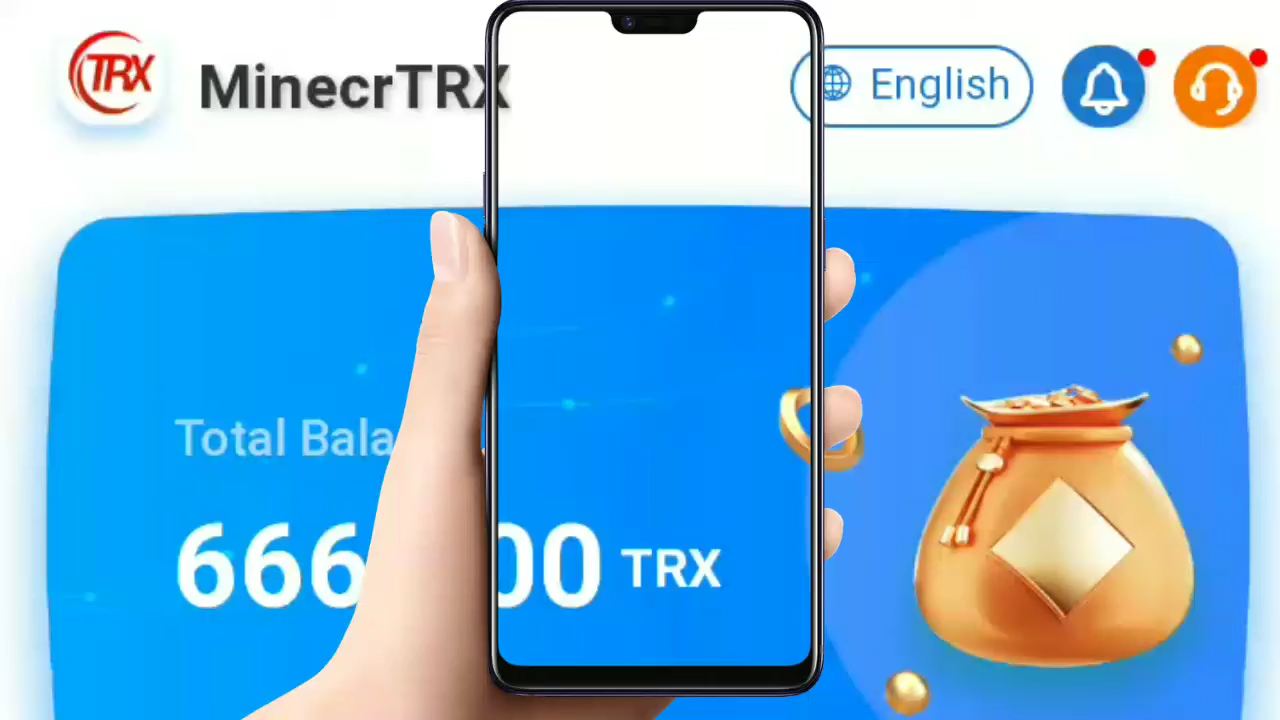 TRX
MinecrTRX
English
Total Bala
666 00 TRX